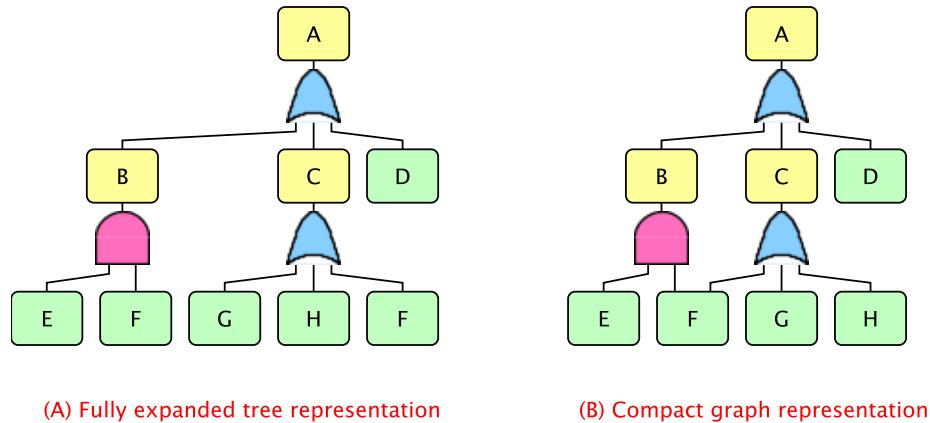 A
A
B
C
D
B
C
D
E
F
G
H
F
E
F
G
H
(A) Fully expanded tree representation
(B) Compact graph representation